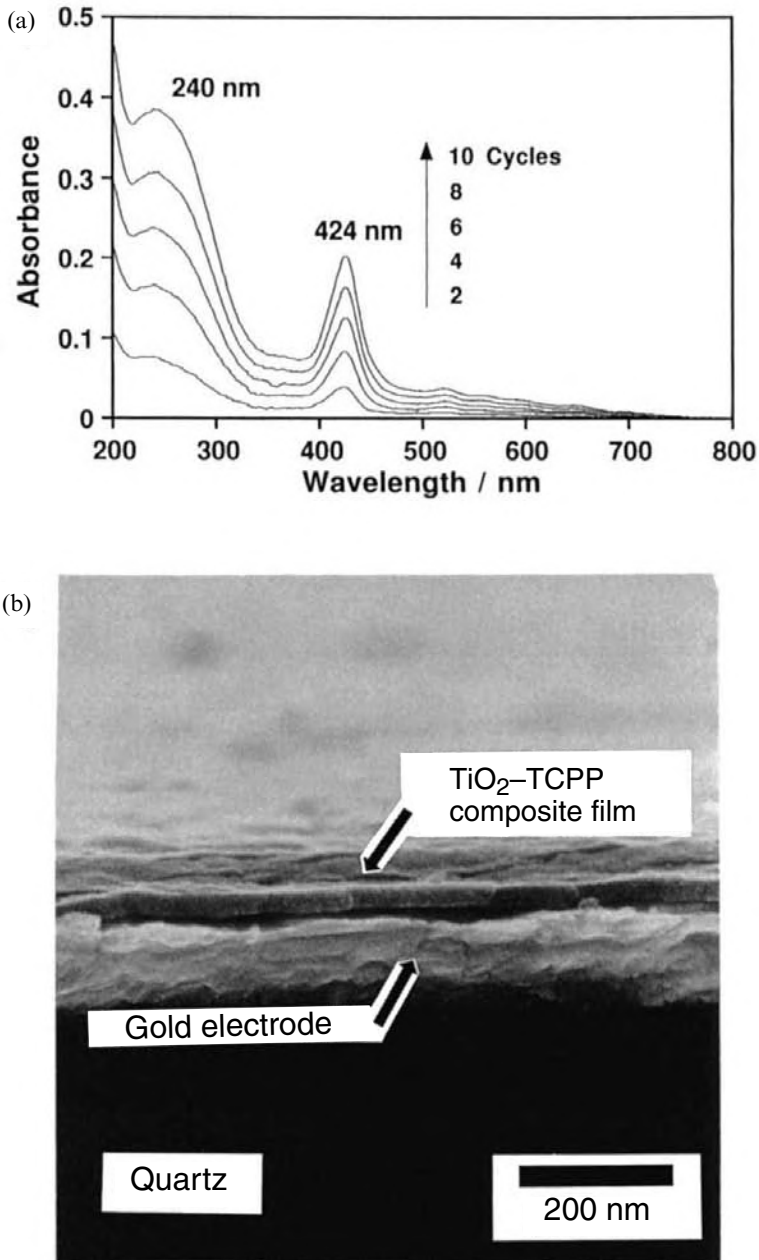 (a)
0.5
0.4
0.3
0.2
0.1
0
Absorbance
240 nm
424 nm
10 Cycles
8
6
4
2
200 300 400 500 600 700 800
Wavelength / nm
(b)
TiO₂–TCPP
composite film
Gold electrode
Quartz
200 nm